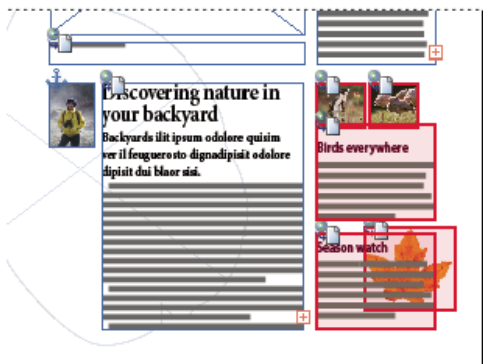 Discovering nature in
your backyard
Backyards ilit ipsum odolore quisim
ver il feuguerosto dignadipisit odolore
dipisit dui blaor sisi.
Birds everywhere
Season watch